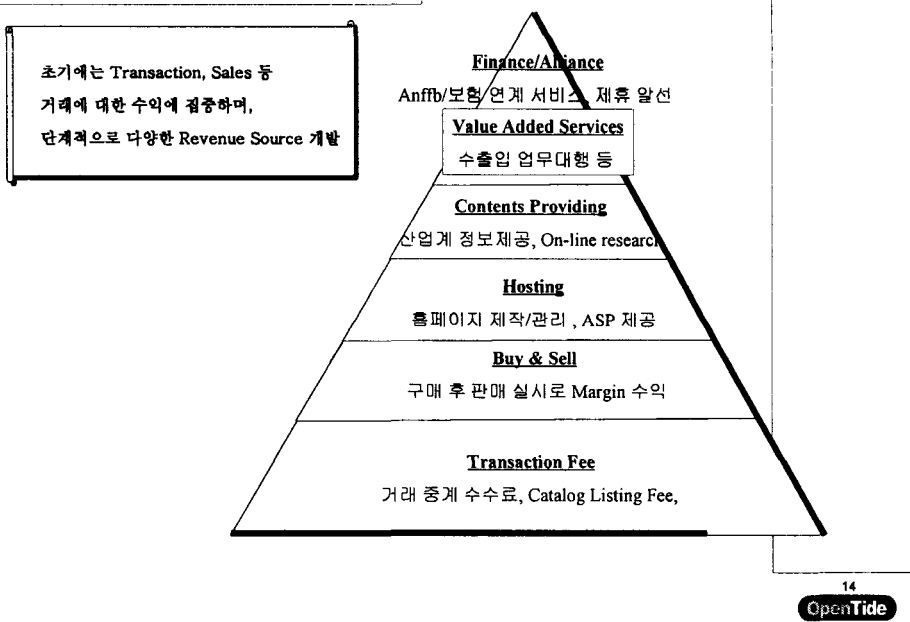 초기에는 Transaction, Sales 등
거래에 대한 수익에 집중하며,
단계적으로 다양한 Revenue Source 개발
Finance/Alliance
Anffb/보험 연계 서비스, 제휴 알선
Value Added Services
수출입 업무대행 등
Contents Providing
산업계 정보제공, On-line research
Hosting
홈페이지 제작/관리 , ASP 제공
Buy & Sell
구매 후 판매 실시로 Margin 수익
Transaction Fee
거래 중계 수수료, Catalog Listing Fee,
14
OpenTide